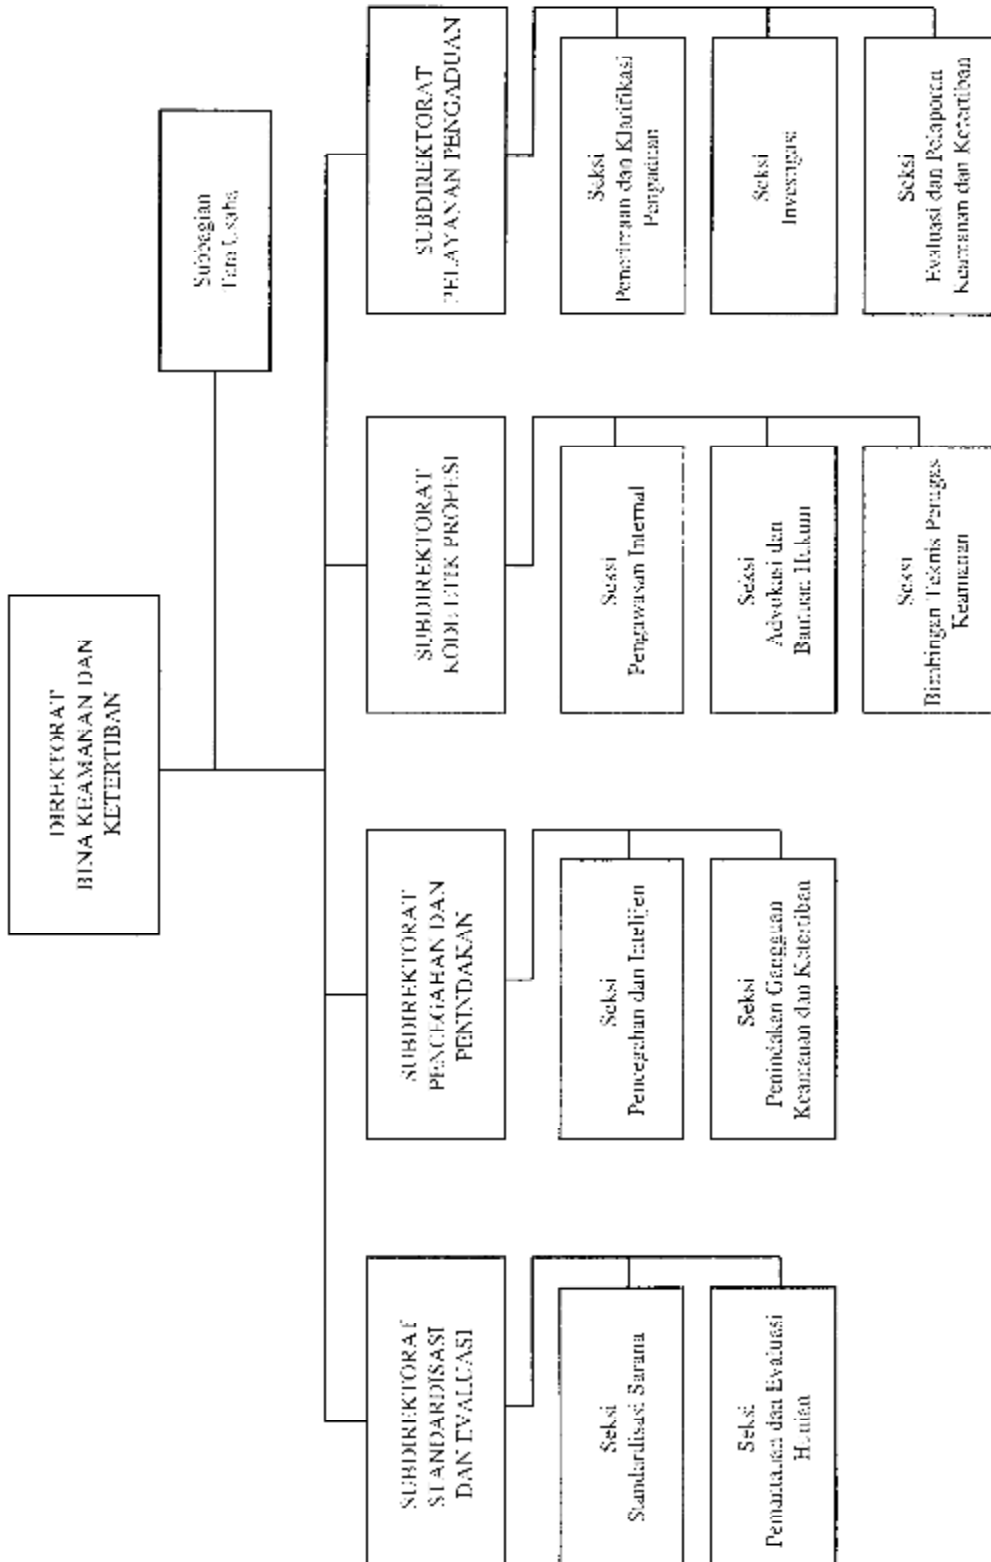 DIREKTORAT
BINA KEAMANAN DAN
KETERTIBAN
Subbagian
Tata Usaha
SUBDIREKTORAT
STANDARDISASI
DAN EVALUASI
SUBDIREKTORAT
PENCEGAHAN DAN
PENINDAKAN
SUBDIREKTORAT
KODE ETIK PROFESI
SUBDIREKTORAT
PELAYANAN PENGADUAN
Seksi
Standardisasi Sarana
Seksi
Pemantauan dan Evaluasi
Hunian
Seksi
Pencegahan dan Intelijen
Seksi
Penindakan Gangguan
Keamanan dan Ketertiban
Seksi
Pengawasan Internal
Seksi
Advokasi dan
Bantuan Hukum
Seksi
Bimbingan Teknis Petugas
Keamanan
Seksi
Penerimaan dan Klarifikasi
Pengaduan
Seksi
Investigasi
Seksi
Evaluasi dan Pelaporan
Keamanan dan Ketertiban